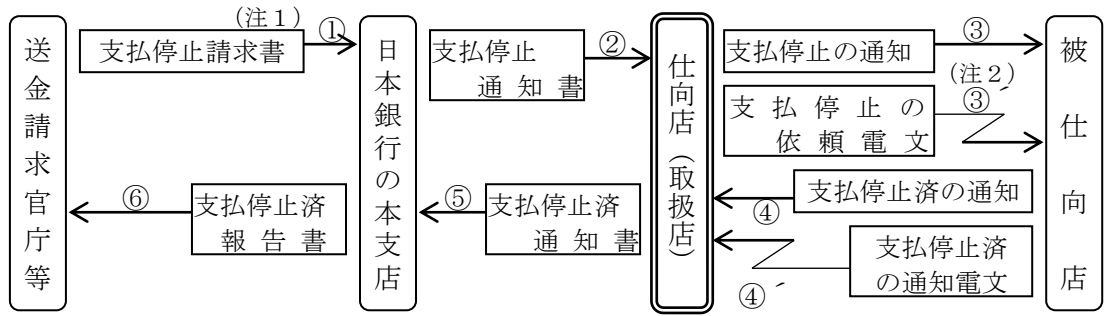 送金請求官庁等
(注1)
①
支払停止請求書
日本銀行の本支店
支払停止
通知書
②
仕向店(取扱店)
支払停止の通知
③
(注2)
③´
支払停止の
依頼電文
被仕向店
支払停止済の通知
④
支払停止済
の通知電文
④´
支払停止済
通知書
⑤
支払停止済
報告書
⑥